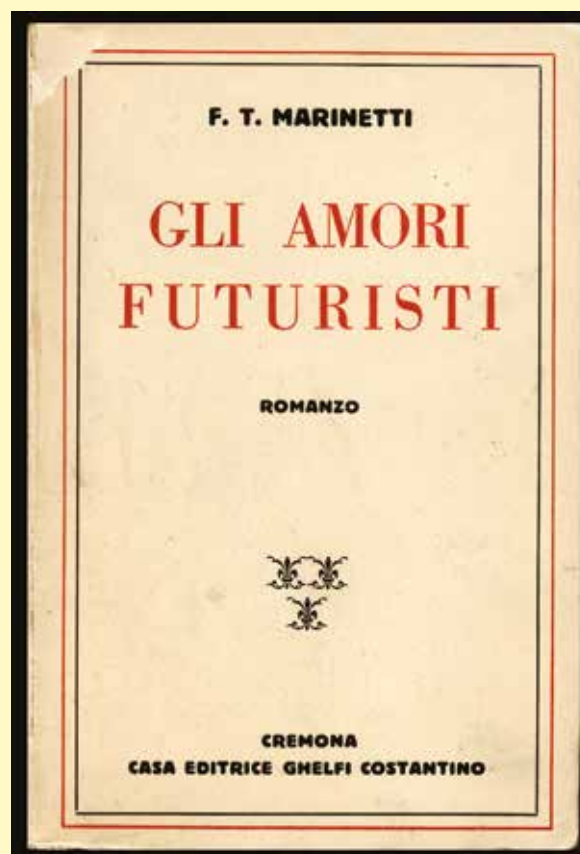 F. T. MARINETTI
GLI AMORI
FUTURISTI
ROMANZO
CREMONA
CASA EDITRICE GHELFI COSTANTINO